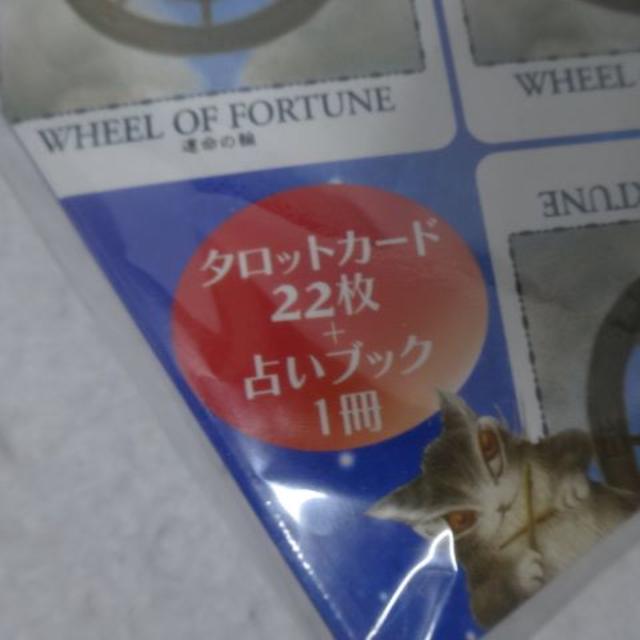 WHEEL OF FORTUNE
運命の輪
WHEEL
RTUNE
タロットカード
22枚
+
占いブック
1冊